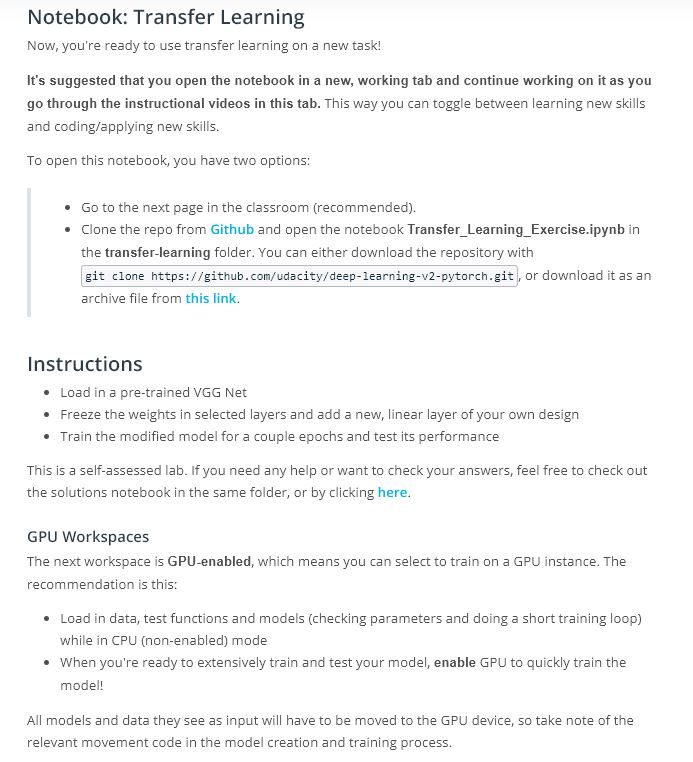 Notebook: Transfer Learning
Now, you're ready to use transfer learning on a new task!
It's suggested that you open the notebook in a new, working tab and continue working on it as you
go through the instructional videos in this tab. This way you can toggle between learning new skills
and coding/applying new skills.
To open this notebook, you have two options:
• Go to the next page in the classroom (recommended).
• Clone the repo from Github and open the notebook Transfer_Learning_Exercise.ipynb in
the transfer-learning folder. You can either download the repository with
git clone https://github.com/udacity/deep-learning-v2-pytorch.git, or download it as an
archive file from this link.
Instructions
• Load in a pre-trained VGG Net
• Freeze the weights in selected layers and add a new, linear layer of your own design
• Train the modified model for a couple epochs and test its performance
This is a self-assessed lab. If you need any help or want to check your answers, feel free to check out
the solutions notebook in the same folder, or by clicking here.
GPU Workspaces
The next workspace is GPU-enabled, which means you can select to train on a GPU instance. The
recommendation is this:
• Load in data, test functions and models (checking parameters and doing a short training loop)
while in CPU (non-enabled) mode
• When you're ready to extensively train and test your model, enable GPU to quickly train the
model!
All models and data they see as input will have to be moved to the GPU device, so take note of the
relevant movement code in the model creation and training process.